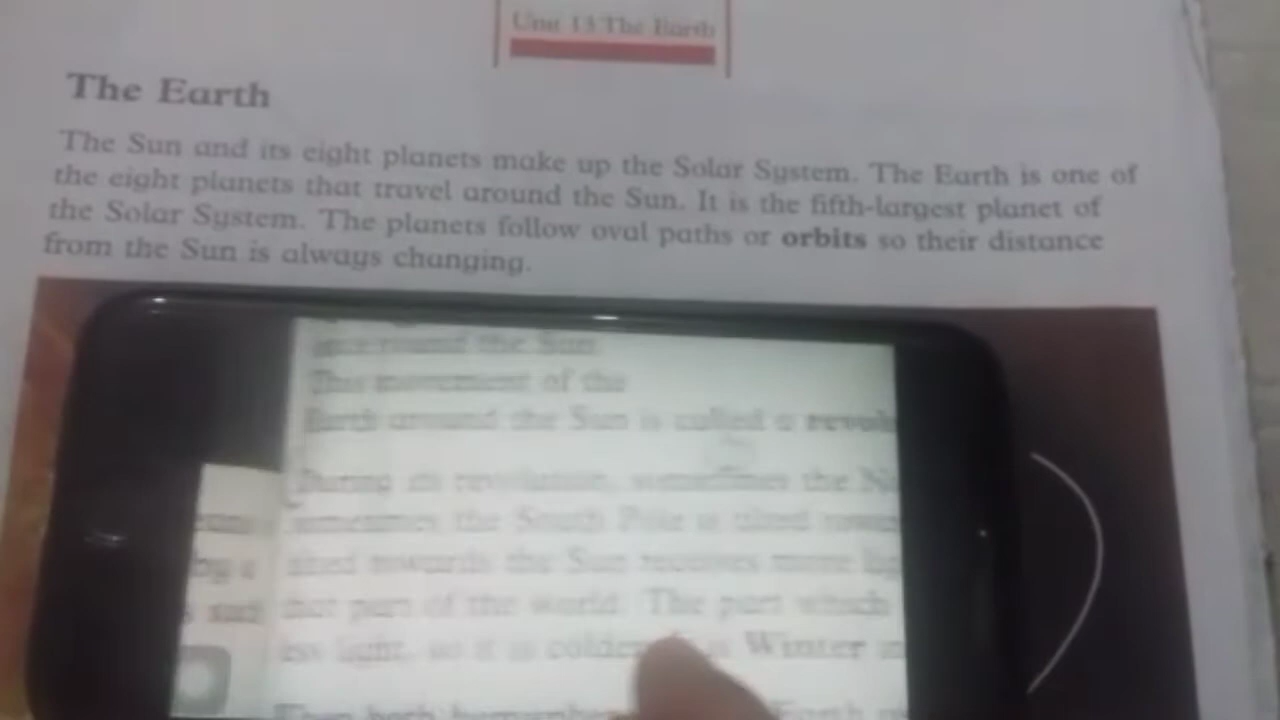 Unit 13 The Earth
The Earth
The Sun and its eight planets make up the Solar System. The Earth is one of
the eight planets that travel around the Sun. It is the fifth-largest planet of
the Solar System. The planets follow oval paths or orbits so their distance
from the Sun is always changing.
round the Sun
This movement of the
Earth around the Sun is called a
During its revolution, sometimes the
sometimes the South Pole is tilted
tilted towards the Sun receives more
by a
that part of the world. The part which
less light, so it is colder is Winter